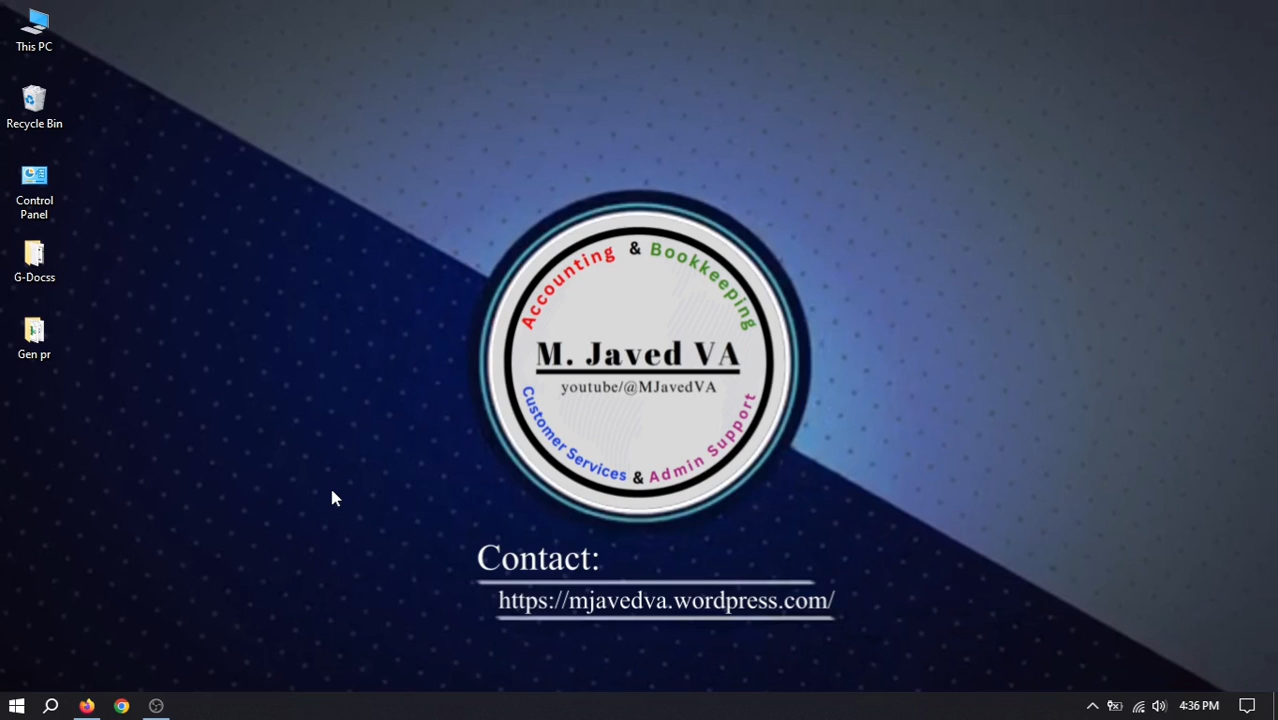 This PC
Recycle Bin
Control
Panel
G-Docss
Gen pr
Accounting & Bookkeeping
M. Javed VA
youtube/@MJavedVA
Customer Services & Admin Support
Contact:
https://mjavedva.wordpress.com/
4:36 PM